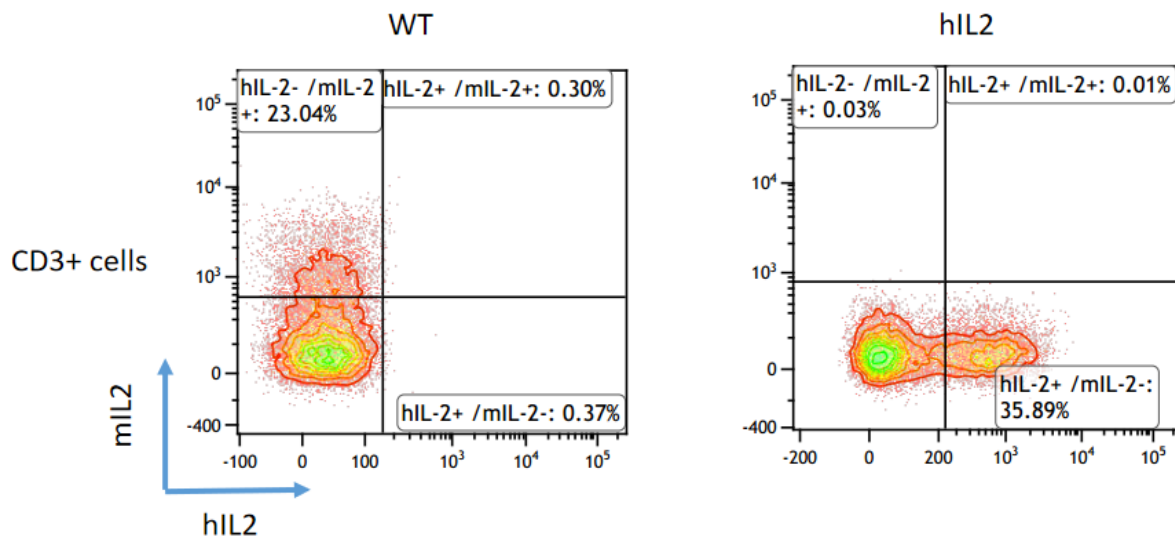 WT
hIL2
hIL-2- /mIL-2
+: 23.04%
hIL-2+ /mIL-2+: 0.30%
hIL-2- /mIL-2
+: 0.03%
hIL-2+ /mIL-2+: 0.01%
10^5
10^4
10^3
0
-400
10^5
10^4
10^3
0
-400
CD3+ cells
hIL-2+ /mIL-2-: 0.37%
hIL-2+ /mIL-2-:
35.89%
-100 0 100 10^3 10^4 10^5
-200 0 200 10^3 10^4 10^5
mIL2
hIL2